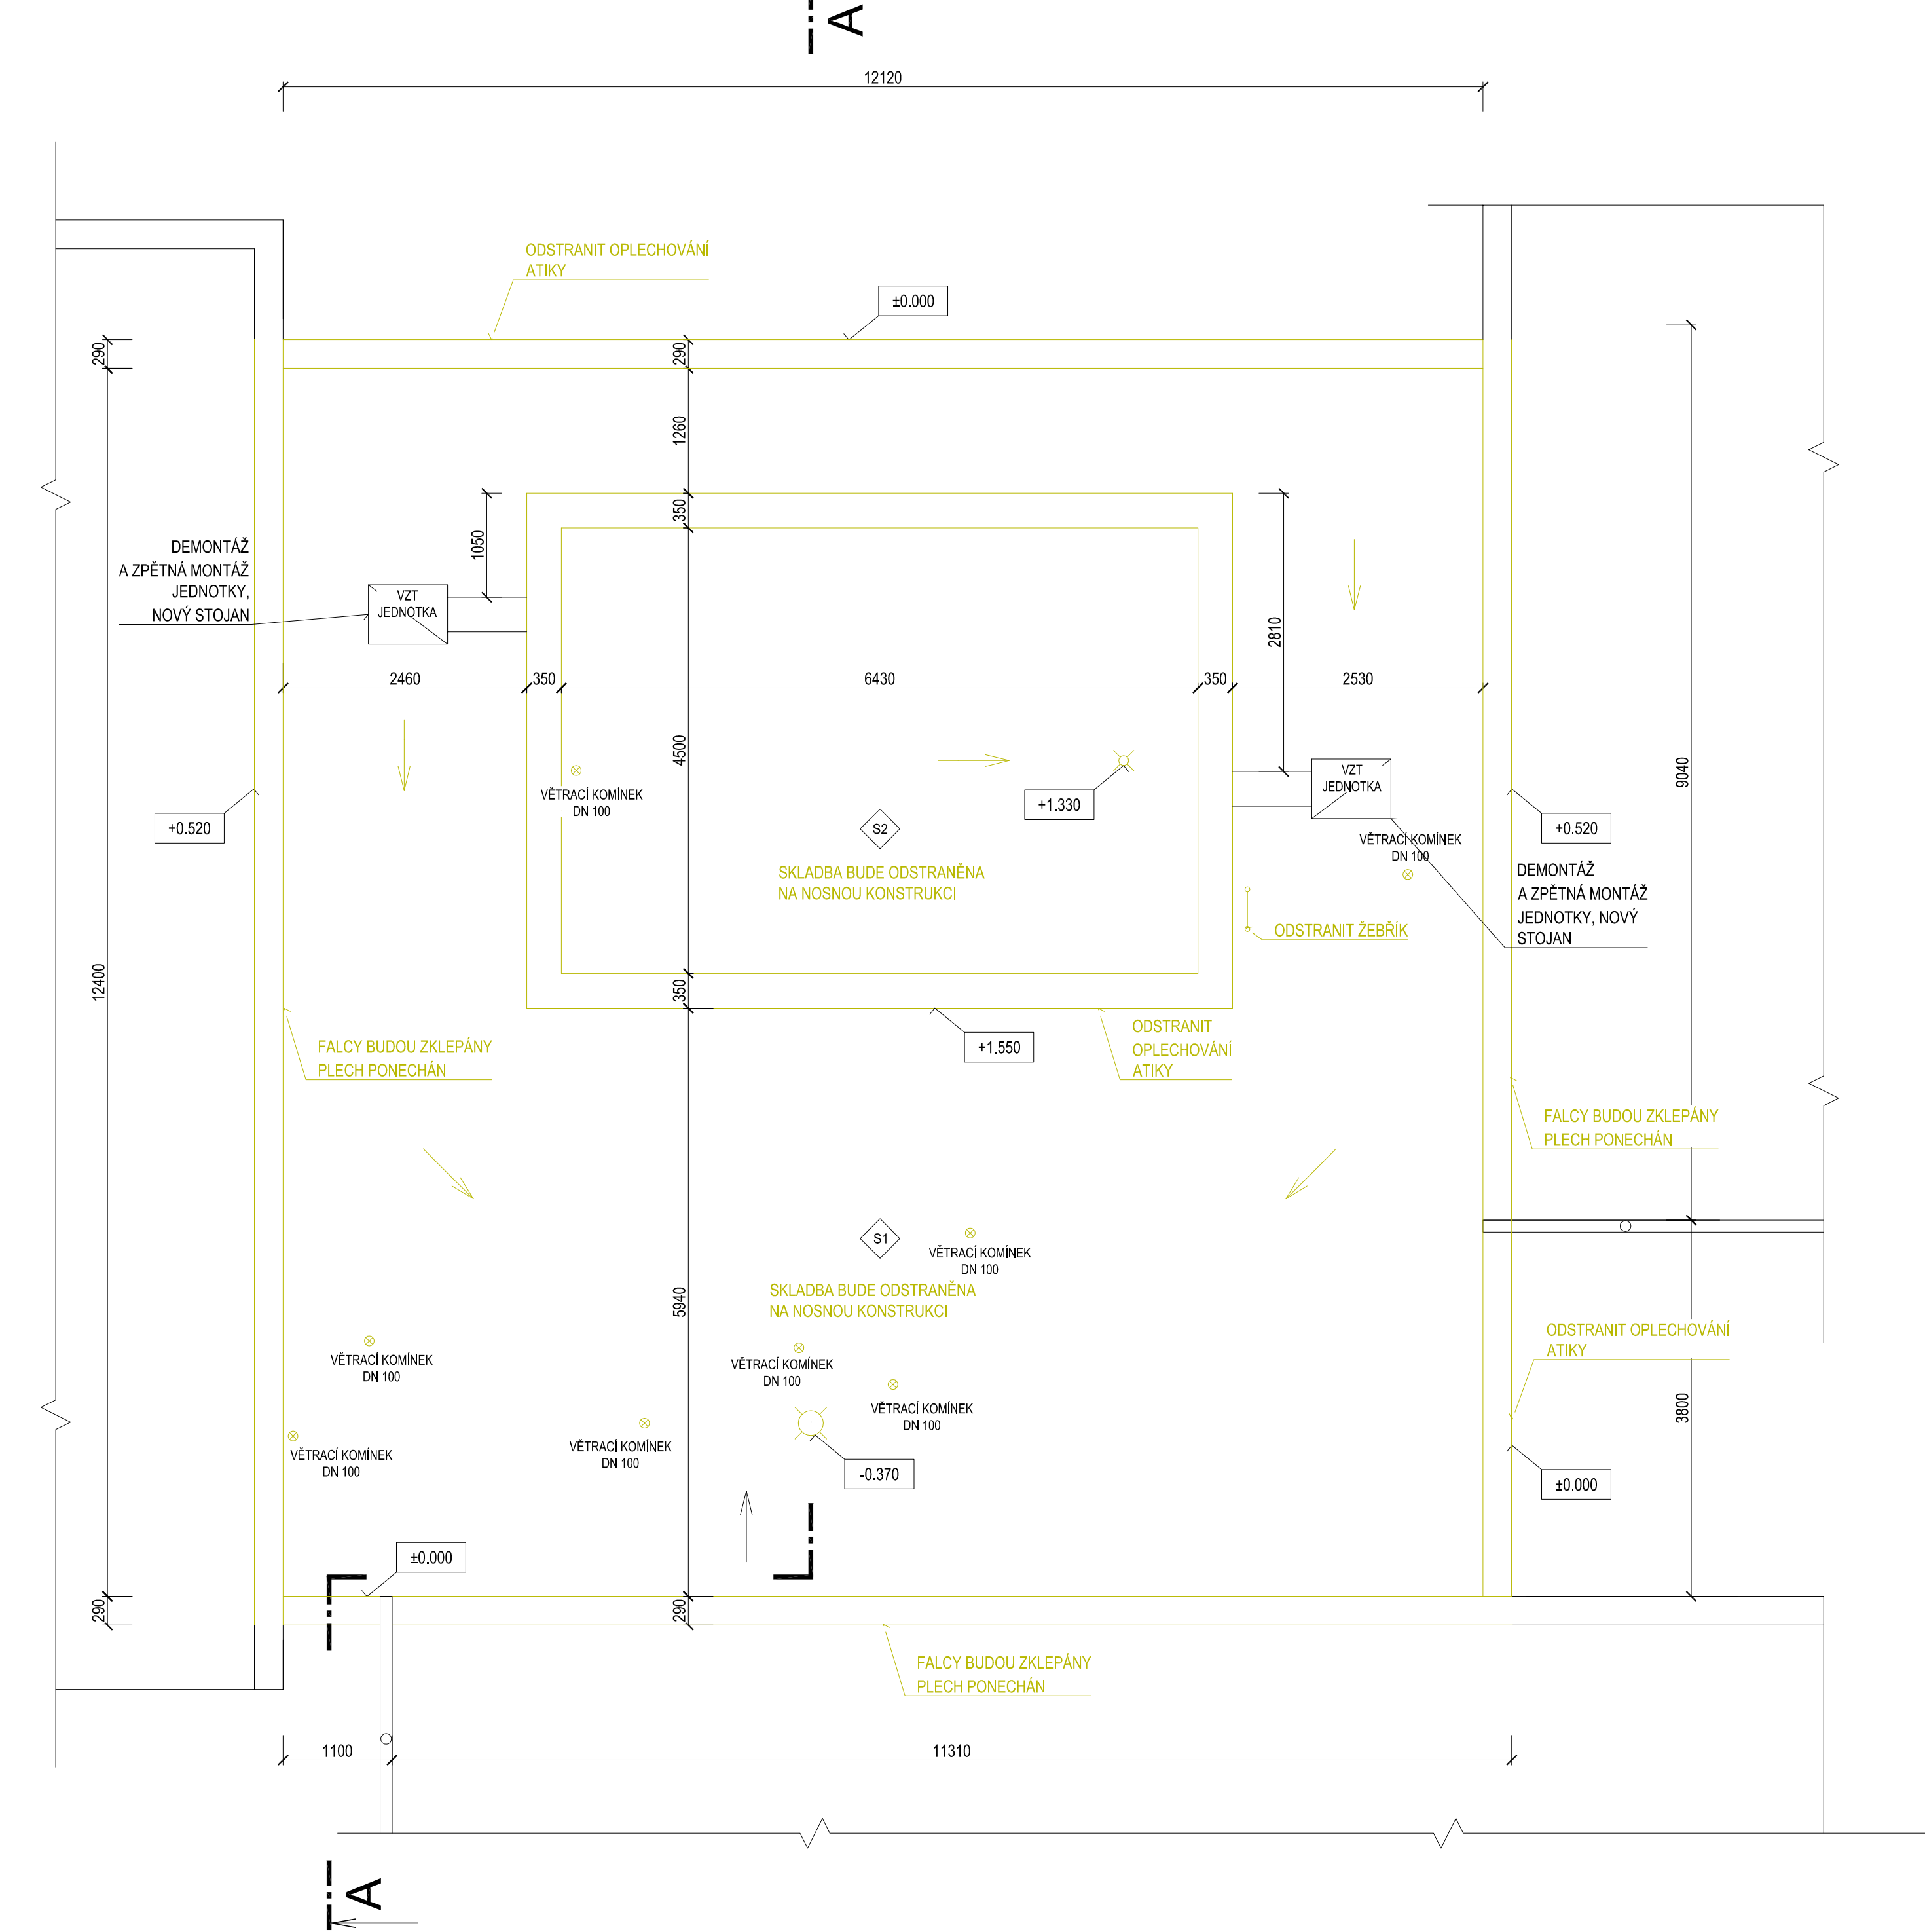 A
12120
ODSTRANIT OPLECHOVÁNÍ
ATIKY
±0.000
290
290
1260
350
1050
DEMONTÁŽ
A ZPĚTNÁ MONTÁŽ
JEDNOTKY,
NOVÝ STOJAN
VZT
JEDNOTKA
2810
2460
350
6430
350
2530
4500
9040
VĚTRACÍ KOMÍNEK
DN 100
+1.330
VZT
JEDNOTKA
+0.520
+0.520
S2
VĚTRACÍ KOMÍNEK
DN 100
SKLADBA BUDE ODSTRANĚNA
NA NOSNOU KONSTRUKCI
DEMONTÁŽ
A ZPĚTNÁ MONTÁŽ
JEDNOTKY, NOVÝ
STOJAN
ODSTRANIT ŽEBŘÍK
12400
350
FALCY BUDOU ZKLEPÁNY
PLECH PONECHÁN
+1.550
ODSTRANIT
OPLECHOVÁNÍ
ATIKY
FALCY BUDOU ZKLEPÁNY
PLECH PONECHÁN
S1
VĚTRACÍ KOMÍNEK
DN 100
5940
SKLADBA BUDE ODSTRANĚNA
NA NOSNOU KONSTRUKCI
ODSTRANIT OPLECHOVÁNÍ
ATIKY
VĚTRACÍ KOMÍNEK
DN 100
VĚTRACÍ KOMÍNEK
DN 100
VĚTRACÍ KOMÍNEK
DN 100
3800
VĚTRACÍ KOMÍNEK
DN 100
VĚTRACÍ KOMÍNEK
DN 100
-0.370
±0.000
±0.000
290
290
FALCY BUDOU ZKLEPÁNY
PLECH PONECHÁN
1100
11310
A